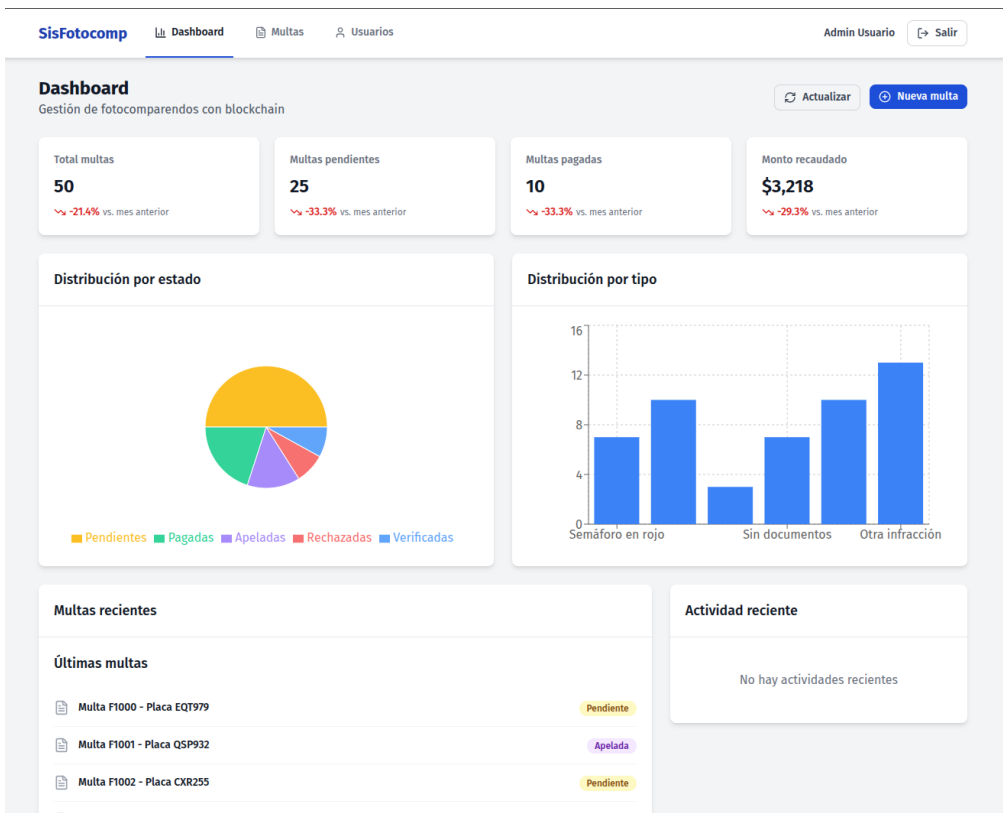 SisFotocomp
Dashboard
Multas
Usuarios
Admin Usuario
Salir
Dashboard
Gestión de fotocomparendos con blockchain
Actualizar
Nueva multa
Total multas
50
-21.4% vs. mes anterior
Multas pendientes
25
-33.3% vs. mes anterior
Multas pagadas
10
-33.3% vs. mes anterior
Monto recaudado
$3,218
-29.3% vs. mes anterior
Distribución por estado
Pendientes Pagadas Apeladas Rechazadas Verificadas
Distribución por tipo
16
12
8
4
0
Semáforo en rojo Sin documentos Otra infracción
Multas recientes
Últimas multas
Multa F1000 - Placa EQT979 Pendiente
Multa F1001 - Placa QSP932 Apelada
Multa F1002 - Placa CXR255 Pendiente
Actividad reciente
No hay actividades recientes